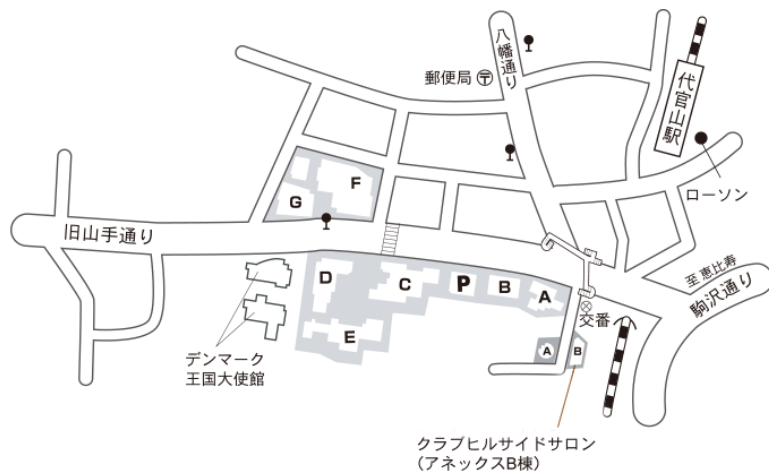 八幡通り
郵便局 〒
代官山駅
ローソン
F
G
旧山手通り
至 恵比寿
駒沢通り
D
C
P
B
A
E
交番
A
B
デンマーク
王国大使館
クラブヒルサイドサロン
(アネックスB棟)